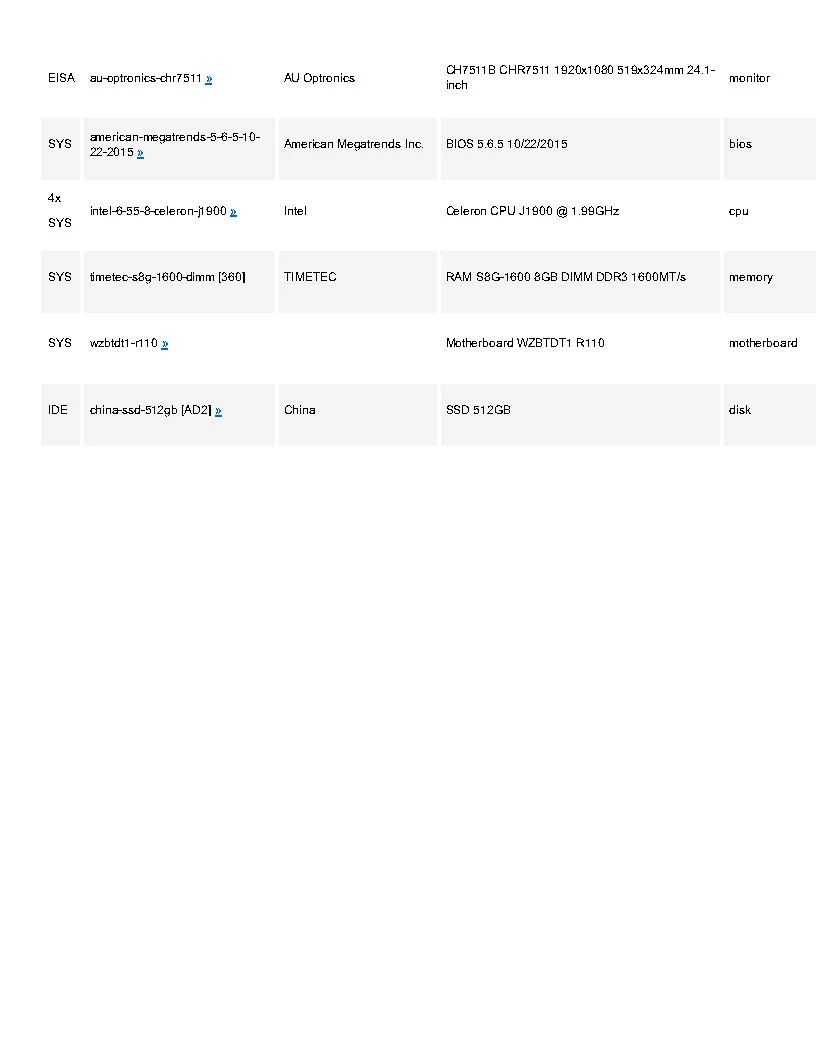 EISA au-optronics-chr7511 » AU Optronics CH7511B CHR7511 1920x1080 519x324mm 24.1-
inch monitor
SYS american-megatrends-5-6-5-10-
22-2015 » American Megatrends Inc. BIOS 5.6.5 10/22/2015 bios
4x
SYS intel-6-55-8-celeron-j1900 » Intel Celeron CPU J1900 @ 1.99GHz cpu
SYS timetec-s8g-1600-dimm [360] TIMETEC RAM S8G-1600 8GB DIMM DDR3 1600MT/s memory
SYS wzbtdt1-r110 » Motherboard WZBTDT1 R110 motherboard
IDE china-ssd-512gb [AD2] » China SSD 512GB disk